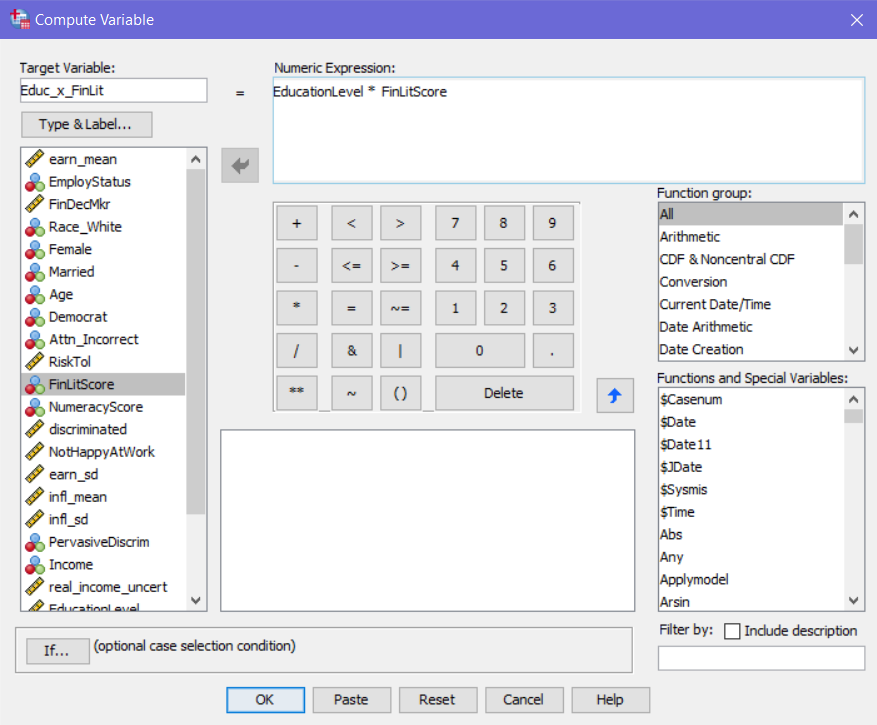 Compute Variable
Target Variable:
Educ_x_FinLit
=
Numeric Expression:
EducationLevel * FinLitScore
Type & Label...
earn_mean
EmployStatus
FinDecMkr
Race_White
Female
Married
Age
Democrat
Attn_Incorrect
RiskTol
FinLitScore
NumeracyScore
discriminated
NotHappyAtWork
earn_sd
infl_mean
infl_sd
PervasiveDiscrim
Income
real_income_uncert
EducationLevel
+ < > 7 8 9
- <= >= 4 5 6
* = ~= 1 2 3
/ & | 0 .
** ~ () Delete
Function group:
All
Arithmetic
CDF & Noncentral CDF
Conversion
Current Date/Time
Date Arithmetic
Date Creation
Functions and Special Variables:
$Casenum
$Date
$Date11
$JDate
$Sysmis
$Time
Abs
Any
Applymodel
Arsin
If... (optional case selection condition)
Filter by: Include description
OK Paste Reset Cancel Help